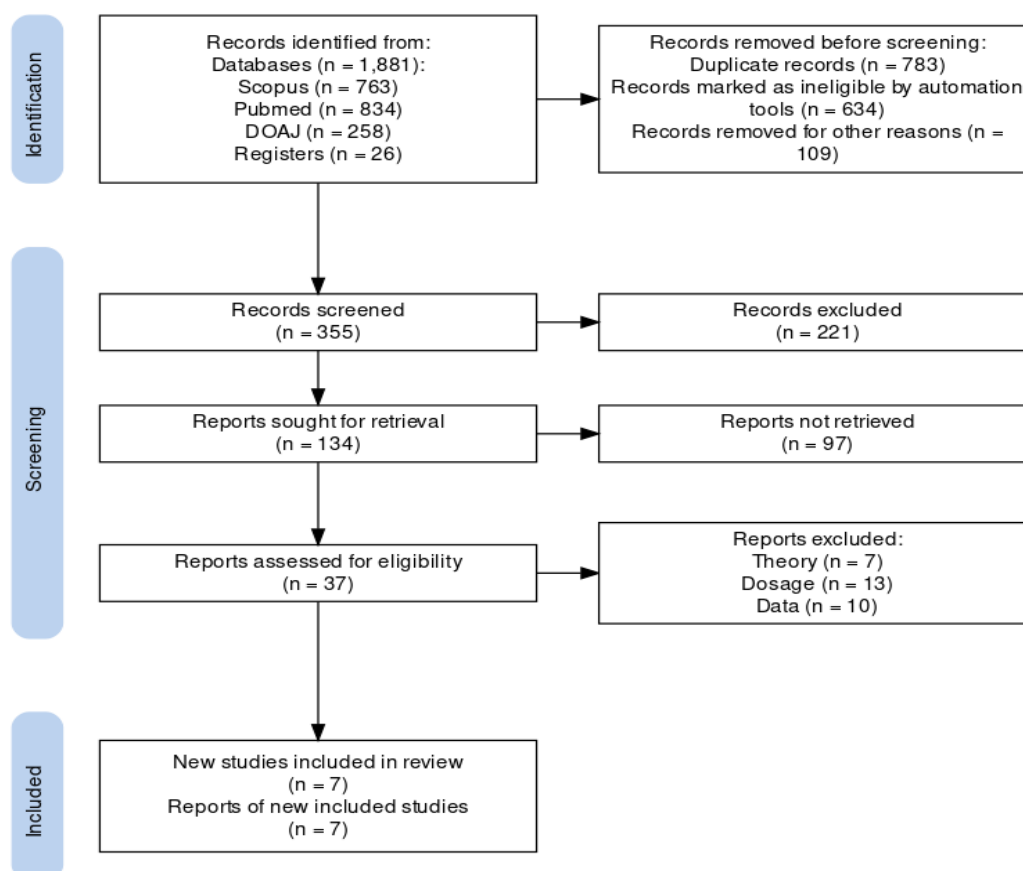 Identification
Records identified from:
Databases (n = 1,881):
Scopus (n = 763)
Pubmed (n = 834)
DOAJ (n = 258)
Registers (n = 26)
Records removed before screening:
Duplicate records (n = 783)
Records marked as ineligible by automation
tools (n = 634)
Records removed for other reasons (n =
109)
Screening
Records screened
(n = 355)
Records excluded
(n = 221)
Reports sought for retrieval
(n = 134)
Reports not retrieved
(n = 97)
Reports assessed for eligibility
(n = 37)
Reports excluded:
Theory (n = 7)
Dosage (n = 13)
Data (n = 10)
Included
New studies included in review
(n = 7)
Reports of new included studies
(n = 7)